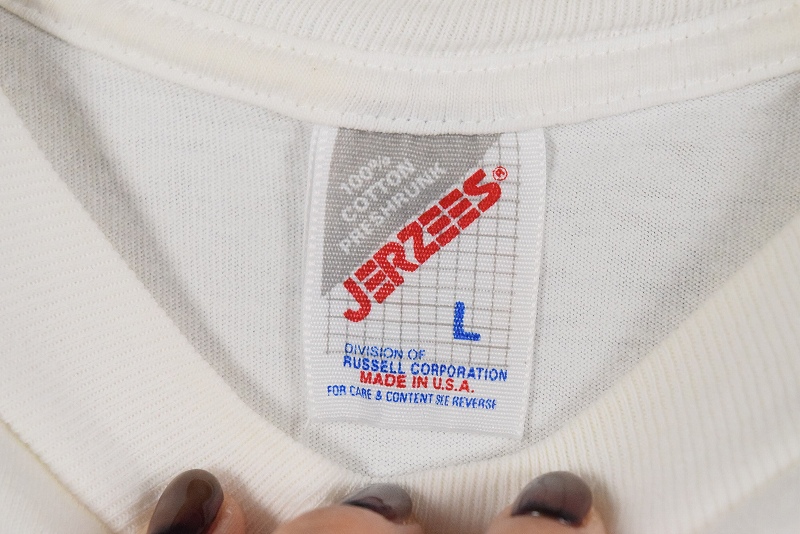 100%
COTTON
PRESHRUNK
JERZEES®
L
DIVISION OF
RUSSELL CORPORATION
MADE IN U.S.A.
FOR CARE & CONTENT SEE REVERSE